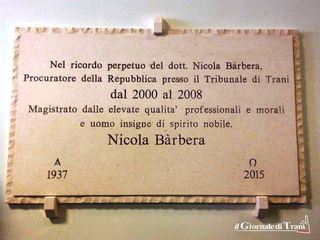 Nel ricordo perpetuo del dott. Nicola Bàrbera,
Procuratore della Repubblica presso il Tribunale di Trani
dal 2000 al 2008
Magistrato dalle elevate qualita' professionali e morali
e uomo insigne di spirito nobile.
Nicola Bàrbera
A Ω
1937 2015
il Giornale di Trani